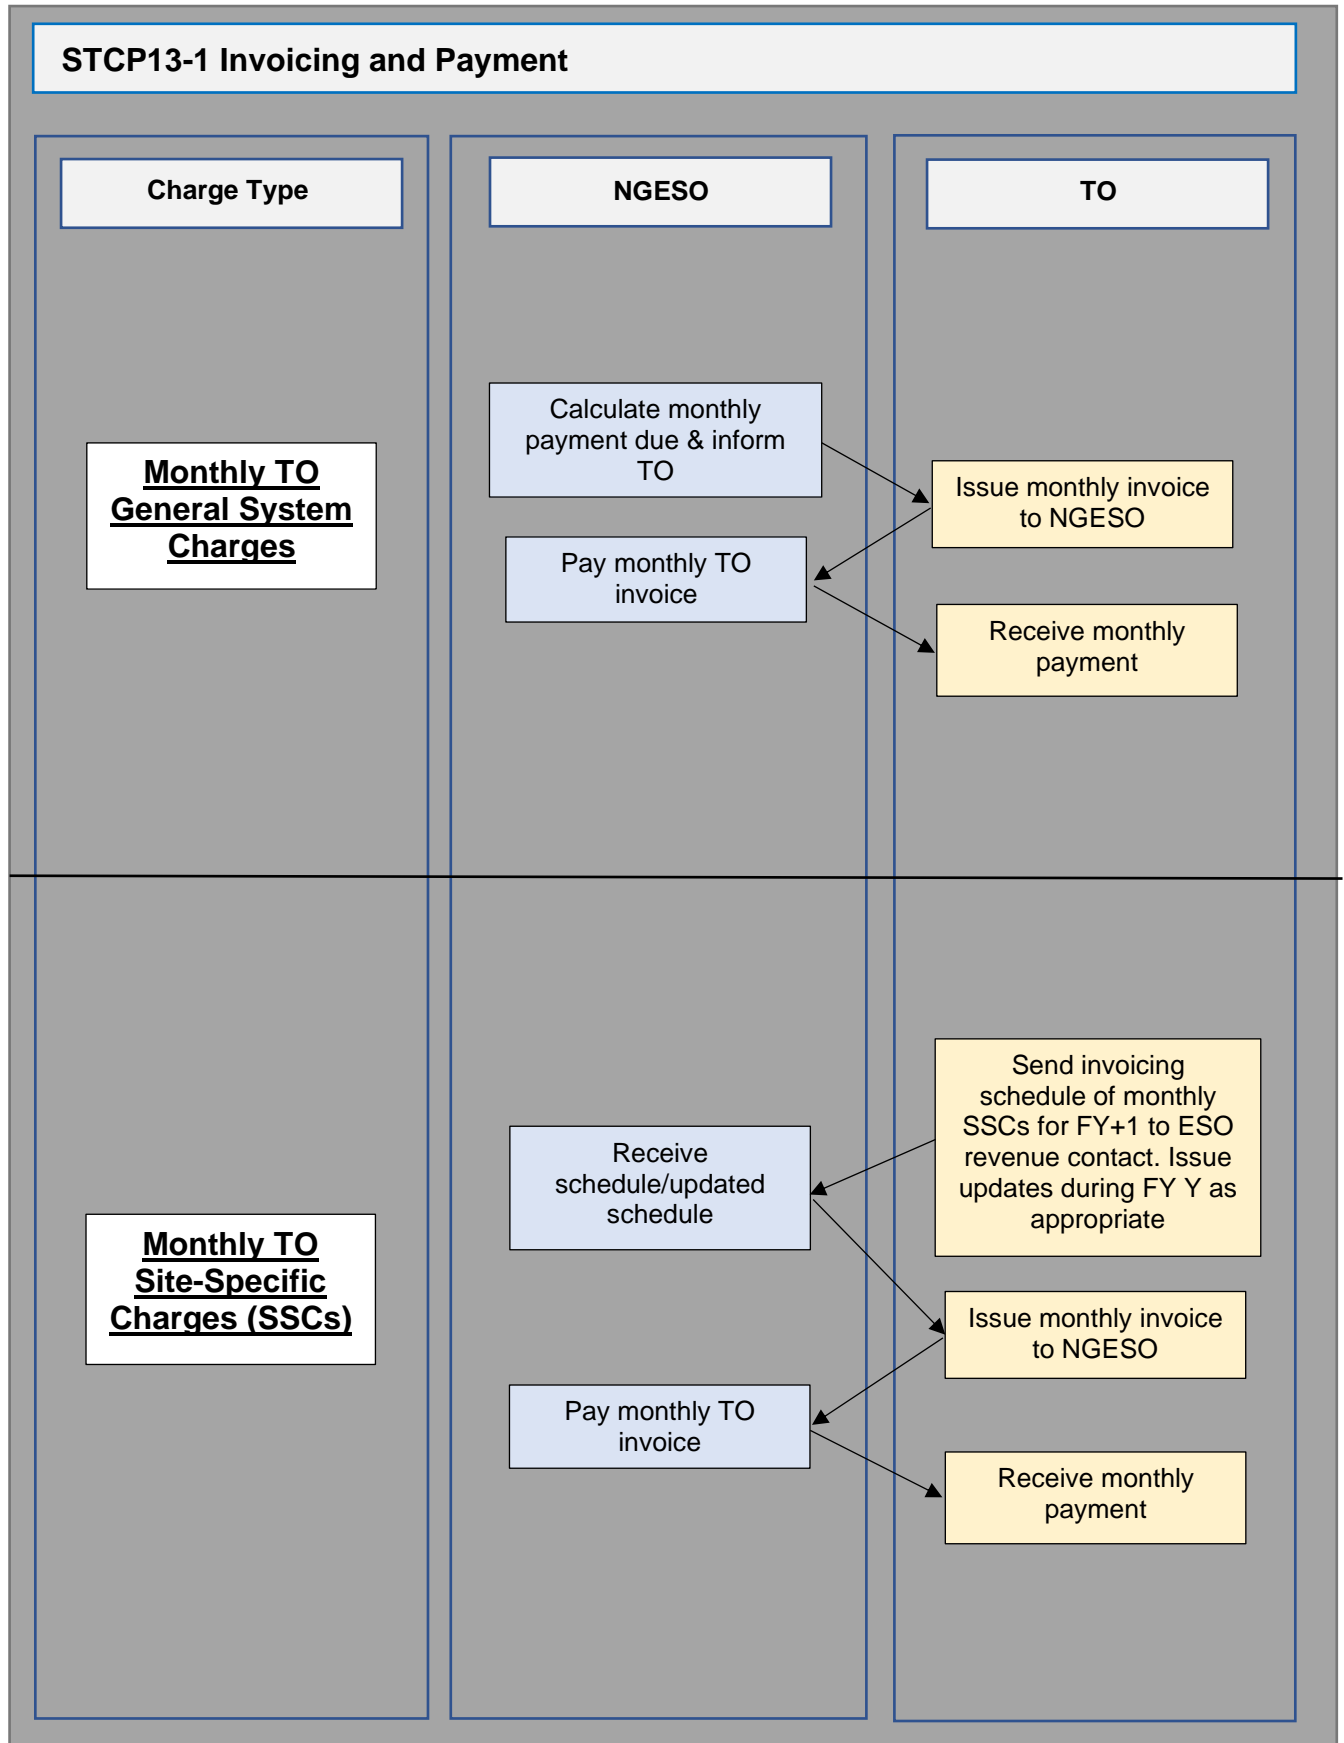 STCP13-1 Invoicing and Payment
Charge Type
NGESO
TO
Monthly TO
General System
Charges
Calculate monthly
payment due & inform
TO
Issue monthly invoice
to NGESO
Pay monthly TO
invoice
Receive monthly
payment
Monthly TO
Site-Specific
Charges (SSCs)
Send invoicing
schedule of monthly
SSCs for FY+1 to ESO
revenue contact. Issue
updates during FY Y as
appropriate
Receive
schedule/updated
schedule
Issue monthly invoice
to NGESO
Pay monthly TO
invoice
Receive monthly
payment